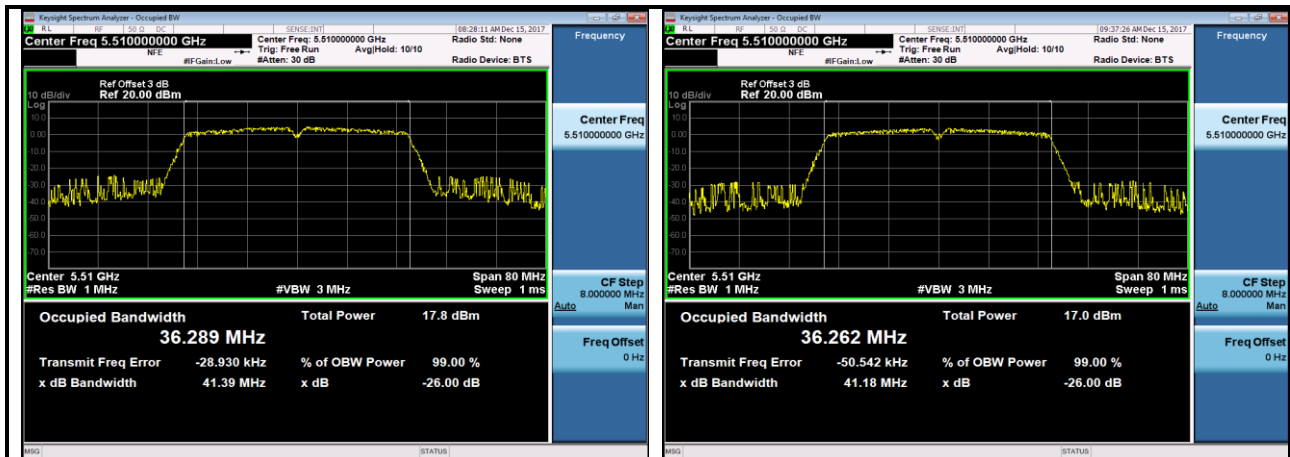 Keysight Spectrum Analyzer - Occupied BW
RL RF 50 Ω DC SENSE:INT 08:28:11 AM Dec 15, 2017
Center Freq 5.510000000 GHz
Center Freq: 5.510000000 GHz Radio Std: None
NFE Trig: Free Run Avg|Hold: 10/10
#IFGain:Low #Atten: 30 dB Radio Device: BTS
Frequency
Ref Offset 3 dB
10 dB/div Ref 20.00 dBm
Log
10.0
0.00
-10.0
-20.0
-30.0
-40.0
-50.0
-60.0
-70.0
Center 5.51 GHz Span 80 MHz
#Res BW 1 MHz #VBW 3 MHz Sweep 1 ms
Center Freq
5.510000000 GHz
CF Step
8.000000 MHz
Auto Man
Freq Offset
0 Hz
Occupied Bandwidth Total Power 17.8 dBm
36.289 MHz
Transmit Freq Error -28.930 kHz % of OBW Power 99.00 %
x dB Bandwidth 41.39 MHz x dB -26.00 dB
MSG STATUS
Keysight Spectrum Analyzer - Occupied BW
RL RF 50 Ω DC SENSE:INT 09:37:26 AM Dec 15, 2017
Center Freq 5.510000000 GHz
Center Freq: 5.510000000 GHz Radio Std: None
NFE Trig: Free Run Avg|Hold: 10/10
#IFGain:Low #Atten: 30 dB Radio Device: BTS
Frequency
Ref Offset 3 dB
10 dB/div Ref 20.00 dBm
Log
10.0
0.00
-10.0
-20.0
-30.0
-40.0
-50.0
-60.0
-70.0
Center 5.51 GHz Span 80 MHz
#Res BW 1 MHz #VBW 3 MHz Sweep 1 ms
Center Freq
5.510000000 GHz
CF Step
8.000000 MHz
Auto Man
Freq Offset
0 Hz
Occupied Bandwidth Total Power 17.0 dBm
36.262 MHz
Transmit Freq Error -50.542 kHz % of OBW Power 99.00 %
x dB Bandwidth 41.18 MHz x dB -26.00 dB
MSG STATUS